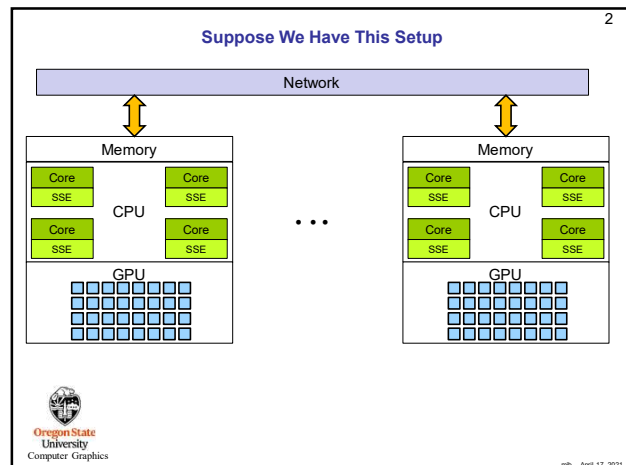 2
Suppose We Have This Setup
Network
Memory
Memory
Core
Core
SSE
SSE
CPU
Core
Core
SSE
SSE
GPU
...
Core
Core
SSE
SSE
CPU
Core
Core
SSE
SSE
GPU
Oregon State
University
Computer Graphics
mjb – April 17, 2021